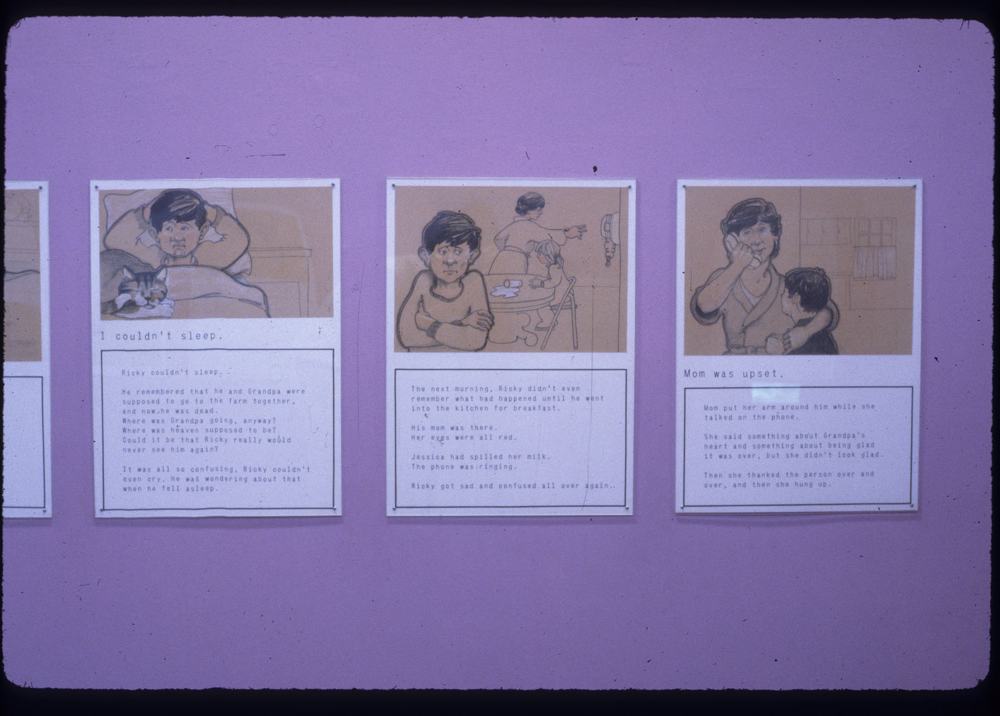 I couldn't sleep.
Ricky couldn't sleep.
He remembered that he and Grandpa were
supposed to go to the farm together,
and now he was dead.
Where was Grandpa going, anyway?
Where was heaven supposed to be?
Could it be that Ricky really would
never see him again?
It was all so confusing, Ricky couldn't
even cry. He was wondering about that
when he fell asleep.
The next morning, Ricky didn't even
remember what had happened until he went
into the kitchen for breakfast.
His mom was there.
Her eyes were all red.
Jessica had spilled her milk.
The phone was ringing.
Ricky got sad and confused all over again..
Mom was upset.
Mom put her arm around him while she
talked on the phone.
She said something about Grandpa's
heart and something about being glad
it was over, but she didn't look glad.
Then she thanked the person over and
over, and then she hung up.